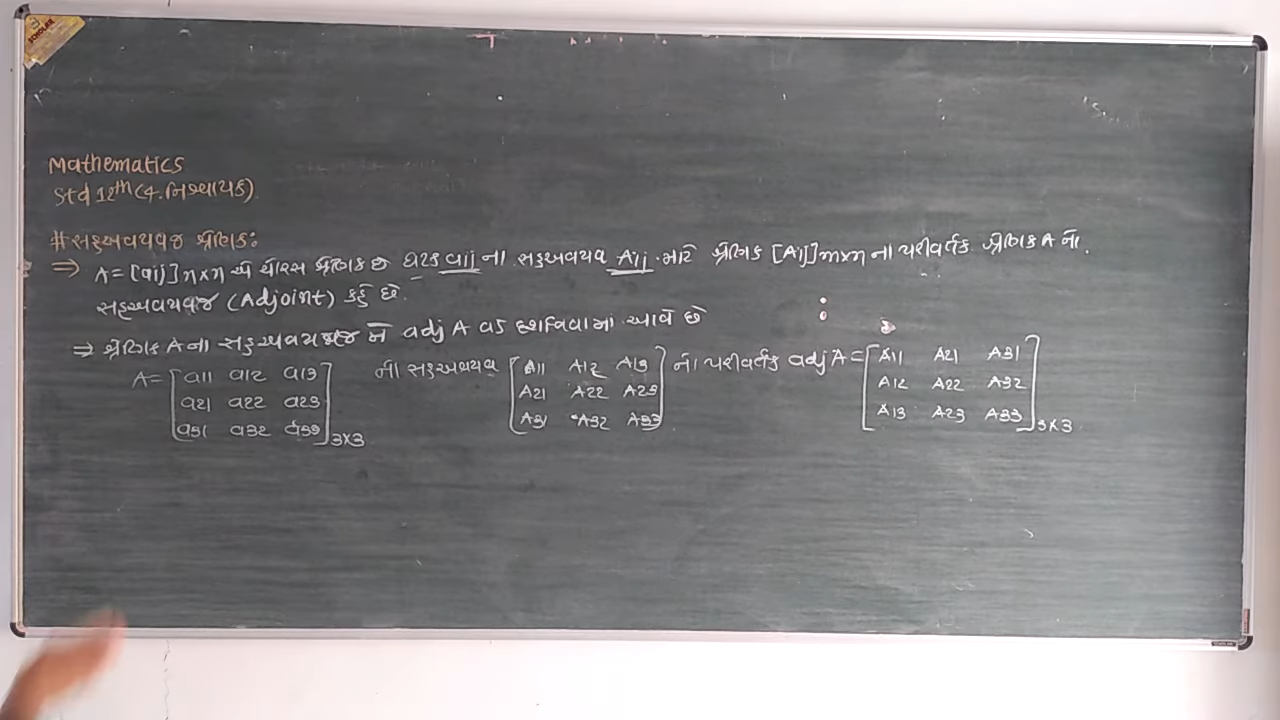 Mathematics
Std 12th (4. નિશ્ચાયક)
# સહઅવયવજ શ્રેણિક:
⇒ A = [aij] n×n એ ચોરસ શ્રેણિક છે ઘટક aij ના સહઅવયવ Aij માટે શ્રેણિક [Aij] n×n ના પરીવર્તક શ્રેણિક A ના
સહઅવયવજ (Adjoint) કહે છે.
⇒ શ્રેણિક A ના સહઅવયવજ ને adj A વડે દર્શાવવામાં આવે છે
A = [a11 a12 a13 ની સહઅવયવ [A11 A12 A13 ના પરીવર્તક adj A = [A11 A21 A31
a21 a22 a23 A21 A22 A23 A12 A22 A32
a31 a32 a33]3×3 A31 A32 A33] A13 A23 A33]3×3